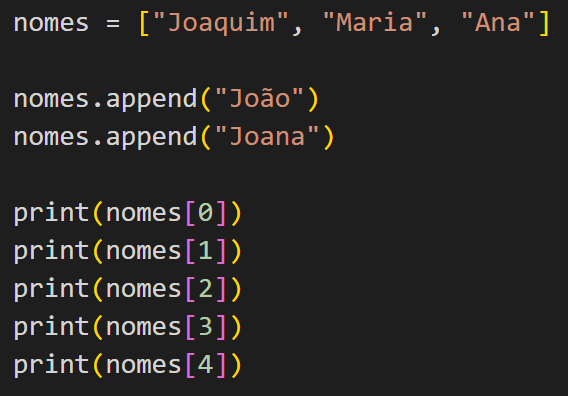 nomes = ["Joaquim", "Maria", "Ana"]
nomes.append("João")
nomes.append("Joana")
print(nomes[0])
print(nomes[1])
print(nomes[2])
print(nomes[3])
print(nomes[4])